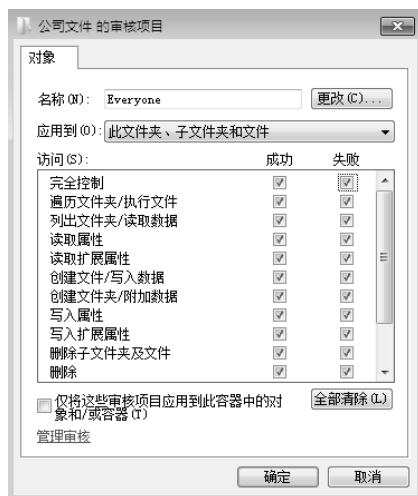 公司文件 的审核项目
对象
名称(N): Everyone 更改(C)...
应用到(O): 此文件夹、子文件夹和文件
访问(S): 成功 失败
完全控制
遍历文件夹/执行文件
列出文件夹/读取数据
读取属性
读取扩展属性
创建文件/写入数据
创建文件夹/附加数据
写入属性
写入扩展属性
删除子文件夹及文件
删除
仅将这些审核项目应用到此容器中的对
象和/或容器(T)
全部清除(L)
管理审核
确定 取消